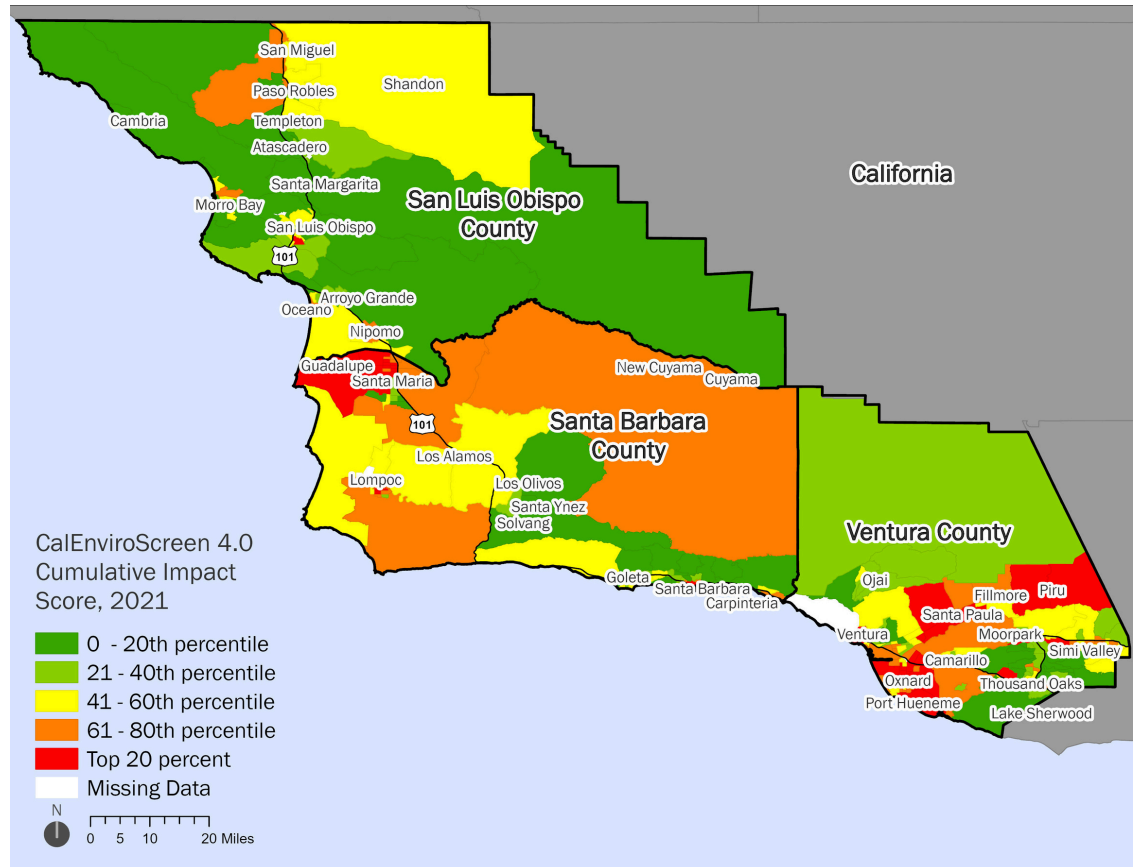 San Miguel
Shandon
Paso Robles
Cambria
Templeton
Atascadero
California
Santa Margarita
San Luis Obispo
County
Morro Bay
San Luis Obispo
101
Arroyo Grande
Oceano
Nipomo
Guadalupe
New Cuyama
Santa Maria
Cuyama
Santa Barbara
County
101
Los Alamos
Lompoc
Los Olivos
Santa Ynez
Solvang
Ventura County
Goleta
Ojai
Santa Barbara
Carpinteria
Fillmore
Piru
Santa Paula
Ventura
Moorpark
Simi Valley
Camarillo
Oxnard
Thousand Oaks
Port Hueneme
Lake Sherwood
CalEnviroScreen 4.0
Cumulative Impact
Score, 2021
0 - 20th percentile
21 - 40th percentile
41 - 60th percentile
61 - 80th percentile
Top 20 percent
Missing Data
N
0 5 10 20 Miles